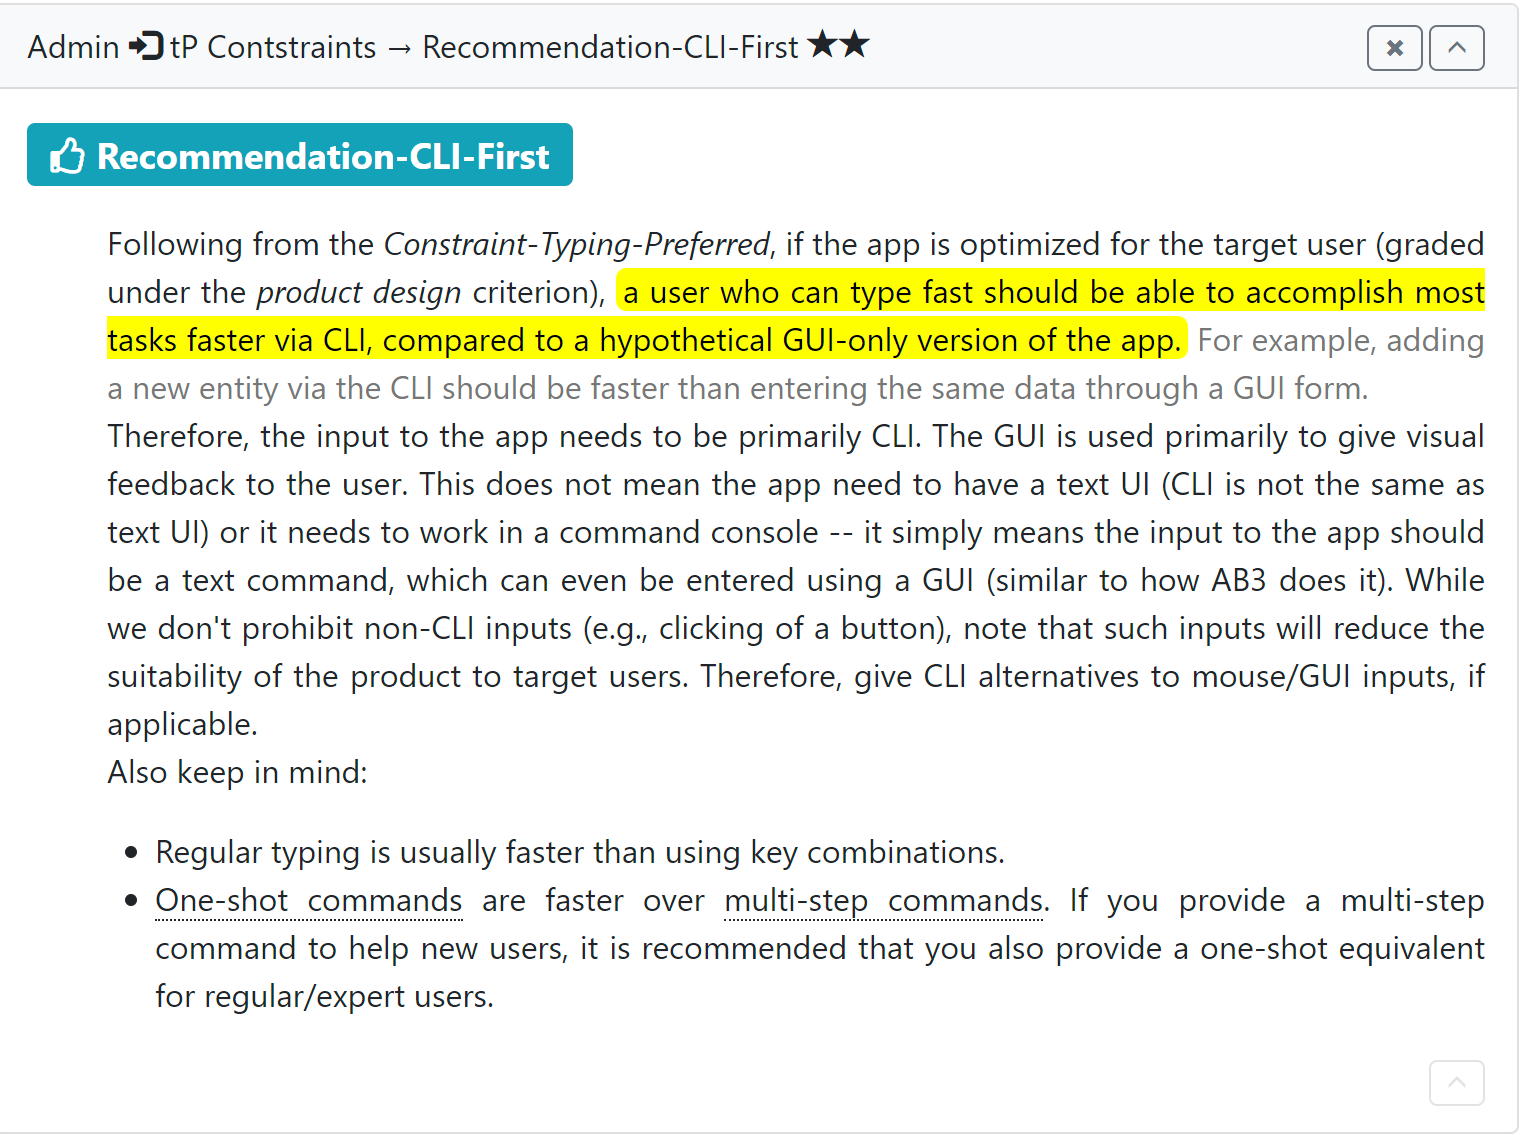 Admin tP Contstraints → Recommendation-CLI-First ★★
Recommendation-CLI-First
Following from the Constraint-Typing-Preferred, if the app is optimized for the target user (graded
under the product design criterion), a user who can type fast should be able to accomplish most
tasks faster via CLI, compared to a hypothetical GUI-only version of the app. For example, adding
a new entity via the CLI should be faster than entering the same data through a GUI form.
Therefore, the input to the app needs to be primarily CLI. The GUI is used primarily to give visual
feedback to the user. This does not mean the app need to have a text UI (CLI is not the same as
text UI) or it needs to work in a command console -- it simply means the input to the app should
be a text command, which can even be entered using a GUI (similar to how AB3 does it). While
we don't prohibit non-CLI inputs (e.g., clicking of a button), note that such inputs will reduce the
suitability of the product to target users. Therefore, give CLI alternatives to mouse/GUI inputs, if
applicable.
Also keep in mind:
• Regular typing is usually faster than using key combinations.
• One-shot commands are faster over multi-step commands. If you provide a multi-step
command to help new users, it is recommended that you also provide a one-shot equivalent
for regular/expert users.